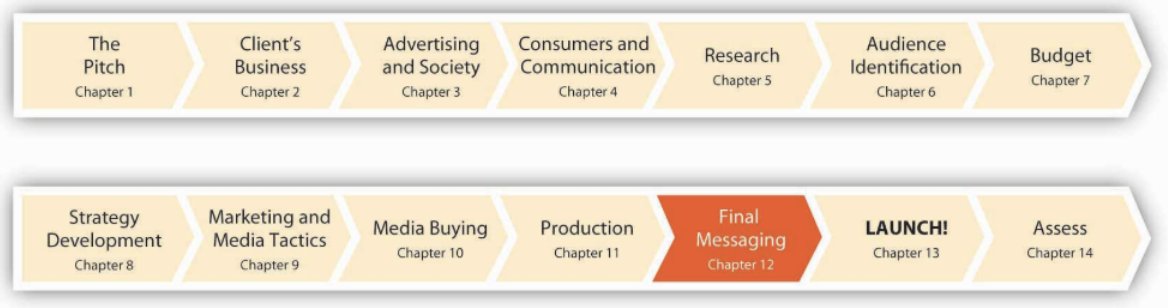 The
Pitch
Chapter 1
Client's
Business
Chapter 2
Advertising
and Society
Chapter 3
Consumers and
Communication
Chapter 4
Research
Chapter 5
Audience
Identification
Chapter 6
Budget
Chapter 7
Strategy
Development
Chapter 8
Marketing and
Media Tactics
Chapter 9
Media Buying
Chapter 10
Production
Chapter 11
Final
Messaging
Chapter 12
LAUNCH!
Chapter 13
Assess
Chapter 14